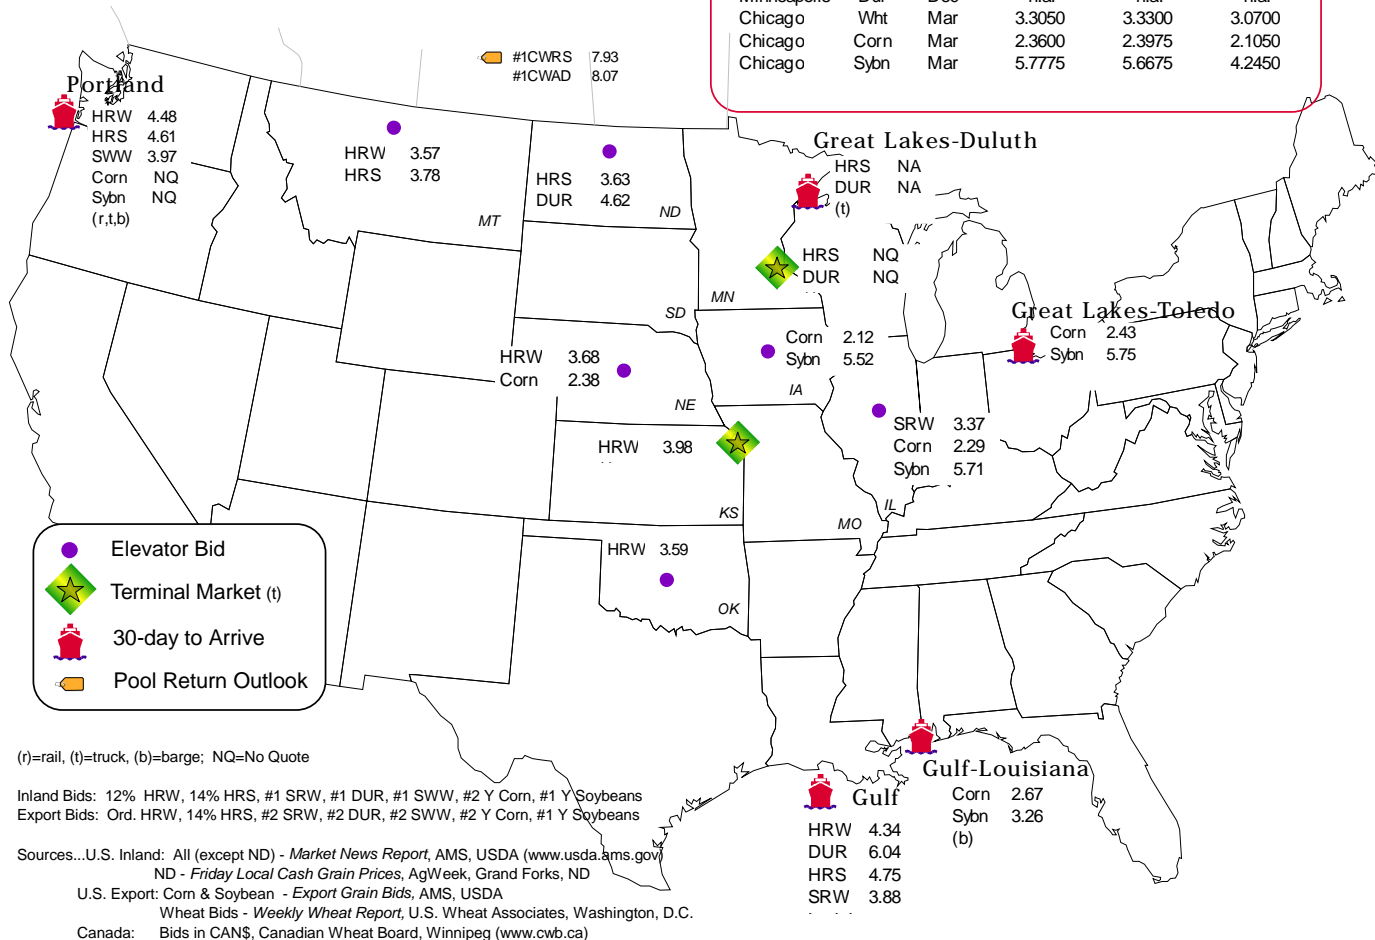 Chicago Wht Mar 3.3050 3.3300 3.0700
Chicago Corn Mar 2.3600 2.3975 2.1050
Chicago Sybn Mar 5.7775 5.6675 4.2450
#1CWRS 7.93
#1CWAD 8.07
Portland
HRW 4.48
HRS 4.61
SWW 3.97
Corn NQ
Sybn NQ
(r,t,b)
HRW 3.57
HRS 3.78
MT
HRS 3.63
DUR 4.62
ND
Great Lakes-Duluth
HRS NA
DUR NA
(t)
HRS NQ
DUR NQ
MN
SD
Great Lakes-Toledo
Corn 2.43
Sybn 5.75
Corn 2.12
Sybn 5.52
IA
HRW 3.68
Corn 2.38
NE
SRW 3.37
Corn 2.29
Sybn 5.71
IL
HRW 3.98
KS
MO
HRW 3.59
OK
Elevator Bid
Terminal Market (t)
30-day to Arrive
Pool Return Outlook
Gulf-Louisiana
Corn 2.67
Sybn 3.26
(b)
Gulf
HRW 4.34
DUR 6.04
HRS 4.75
SRW 3.88
(r)=rail, (t)=truck, (b)=barge; NQ=No Quote
Inland Bids: 12% HRW, 14% HRS, #1 SRW, #1 DUR, #1 SWW, #2 Y Corn, #1 Y Soybeans
Export Bids: Ord. HRW, 14% HRS, #2 SRW, #2 DUR, #2 SWW, #2 Y Corn, #1 Y Soybeans
Sources...U.S. Inland: All (except ND) - Market News Report, AMS, USDA (www.usda.ams.gov)
ND - Friday Local Cash Grain Prices, AgWeek, Grand Forks, ND
U.S. Export: Corn & Soybean - Export Grain Bids, AMS, USDA
Wheat Bids - Weekly Wheat Report, U.S. Wheat Associates, Washington, D.C.
Canada: Bids in CAN$, Canadian Wheat Board, Winnipeg (www.cwb.ca)